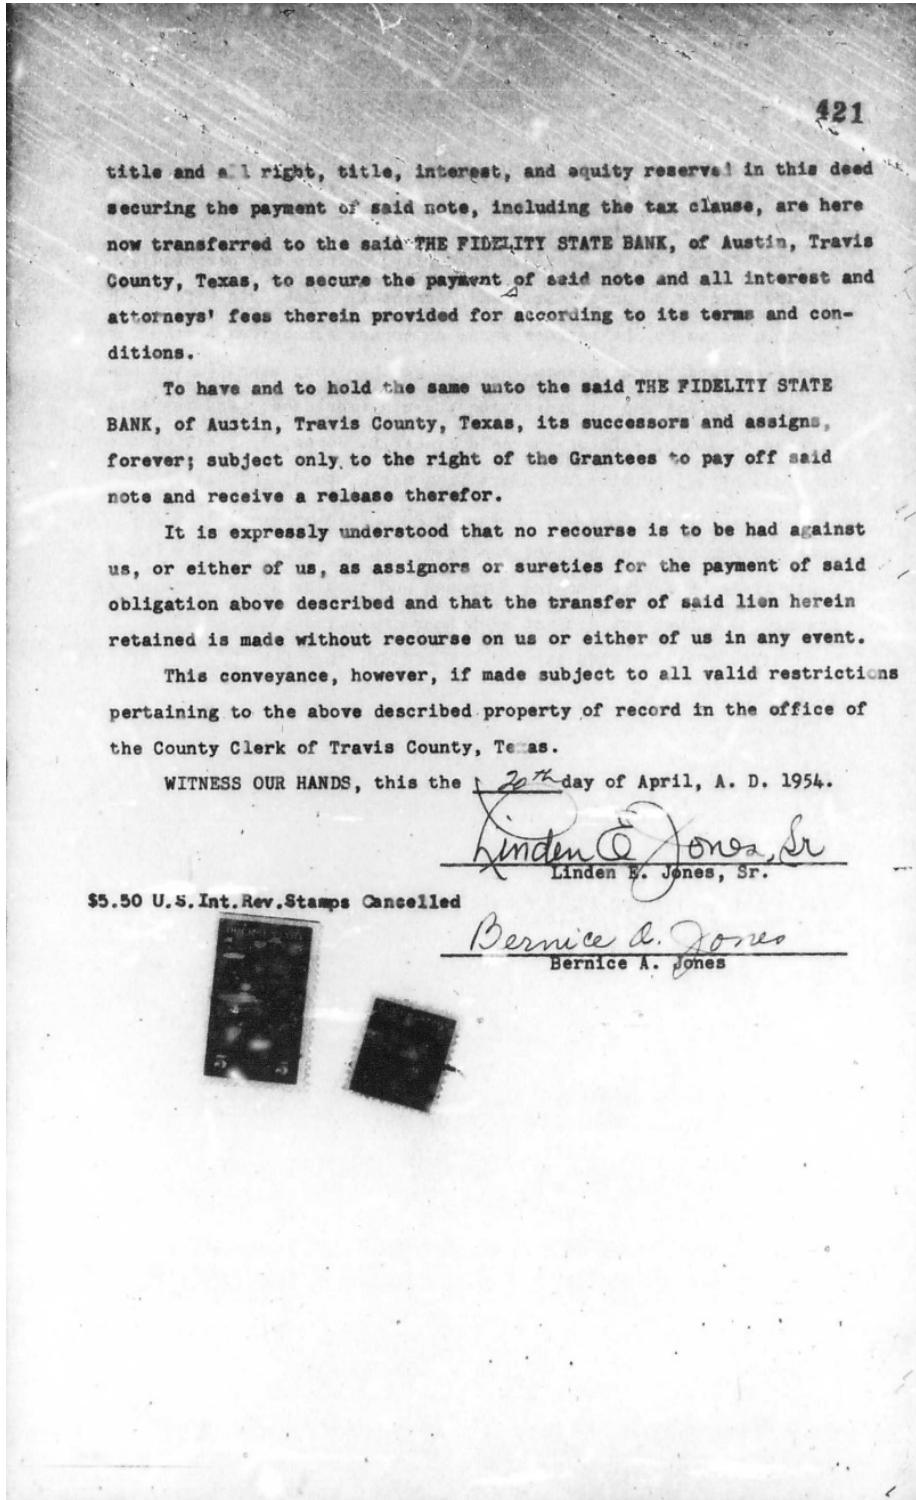 421
title and all right, title, interest, and equity reserved in this deed
securing the payment of said note, including the tax clause, are here
now transferred to the said THE FIDELITY STATE BANK, of Austin, Travis
County, Texas, to secure the payment of said note and all interest and
attorneys' fees therein provided for according to its terms and con-
ditions.
To have and to hold the same unto the said THE FIDELITY STATE
BANK, of Austin, Travis County, Texas, its successors and assigns,
forever; subject only to the right of the Grantees to pay off said
note and receive a release therefor.
It is expressly understood that no recourse is to be had against
us, or either of us, as assignors or sureties for the payment of said
obligation above described and that the transfer of said lien herein
retained is made without recourse on us or either of us in any event.
This conveyance, however, if made subject to all valid restrictions
pertaining to the above described property of record in the office of
the County Clerk of Travis County, Texas.
WITNESS OUR HANDS, this the 20th day of April, A. D. 1954.
Linden E Jones, Sr
Linden E. Jones, Sr.
$5.50 U.S.Int.Rev.Stamps Cancelled
Bernice A. Jones
Bernice A. Jones
5 5